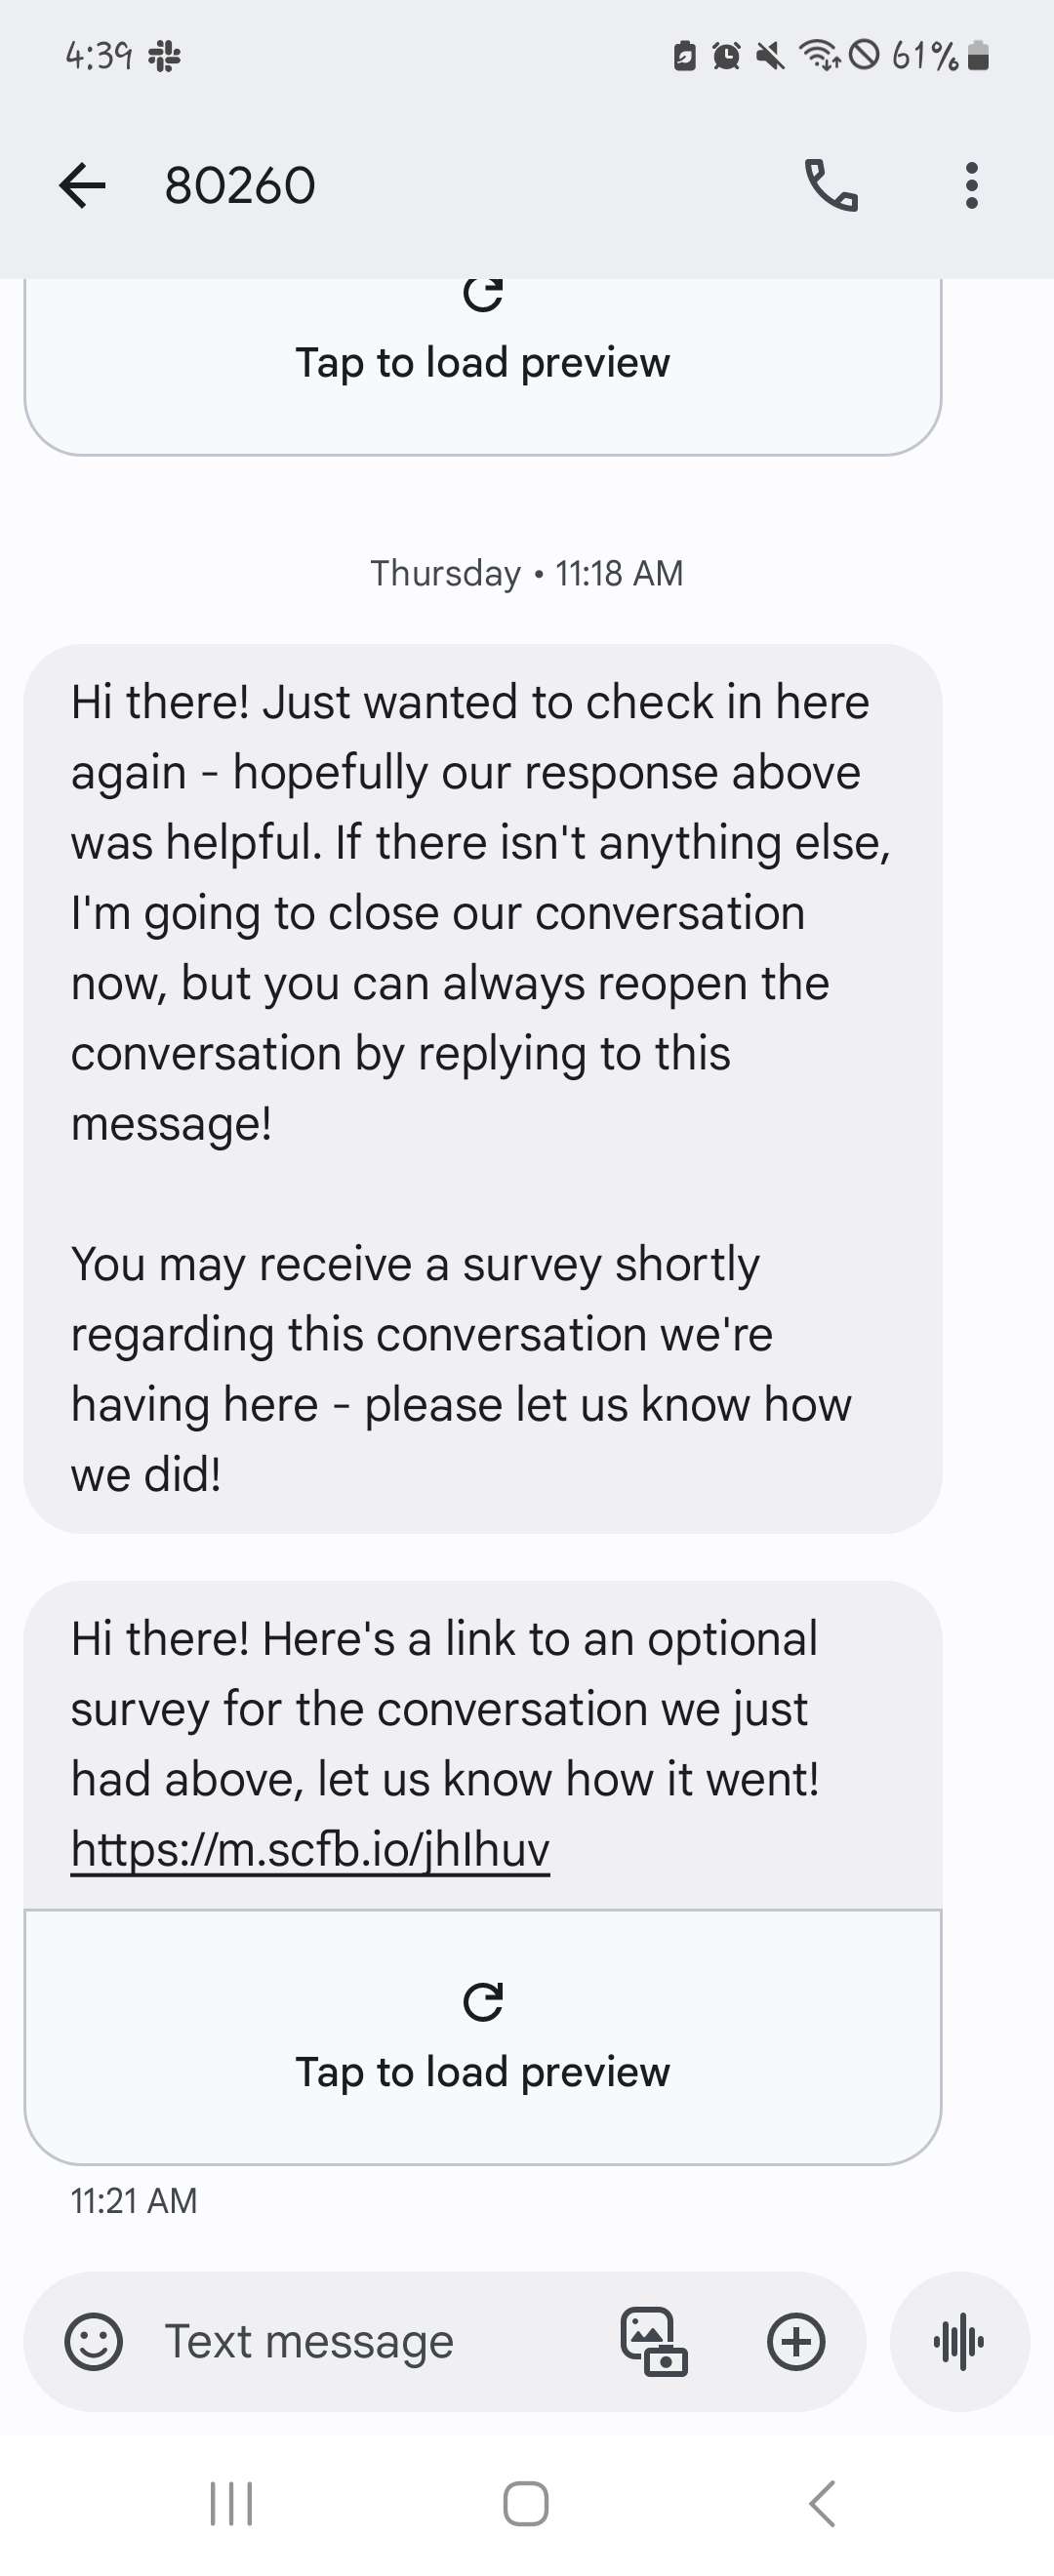 4:39 61%
80260
Tap to load preview
Thursday • 11:18 AM
Hi there! Just wanted to check in here
again - hopefully our response above
was helpful. If there isn't anything else,
I'm going to close our conversation
now, but you can always reopen the
conversation by replying to this
message!
You may receive a survey shortly
regarding this conversation we're
having here - please let us know how
we did!
Hi there! Here's a link to an optional
survey for the conversation we just
had above, let us know how it went!
https://m.scfb.io/jhIhuv
Tap to load preview
11:21 AM
Text message